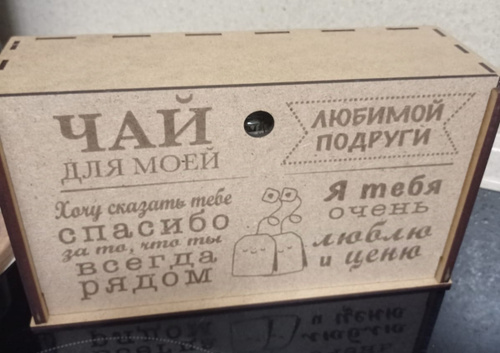 ЧАЙ
ДЛЯ МОЕЙ
ЛЮБИМОЙ
ПОДРУГИ
Хочу сказать тебе
спасибо
за то, что ты
всегда
рядом
Я тебя
очень
люблю
и ценю